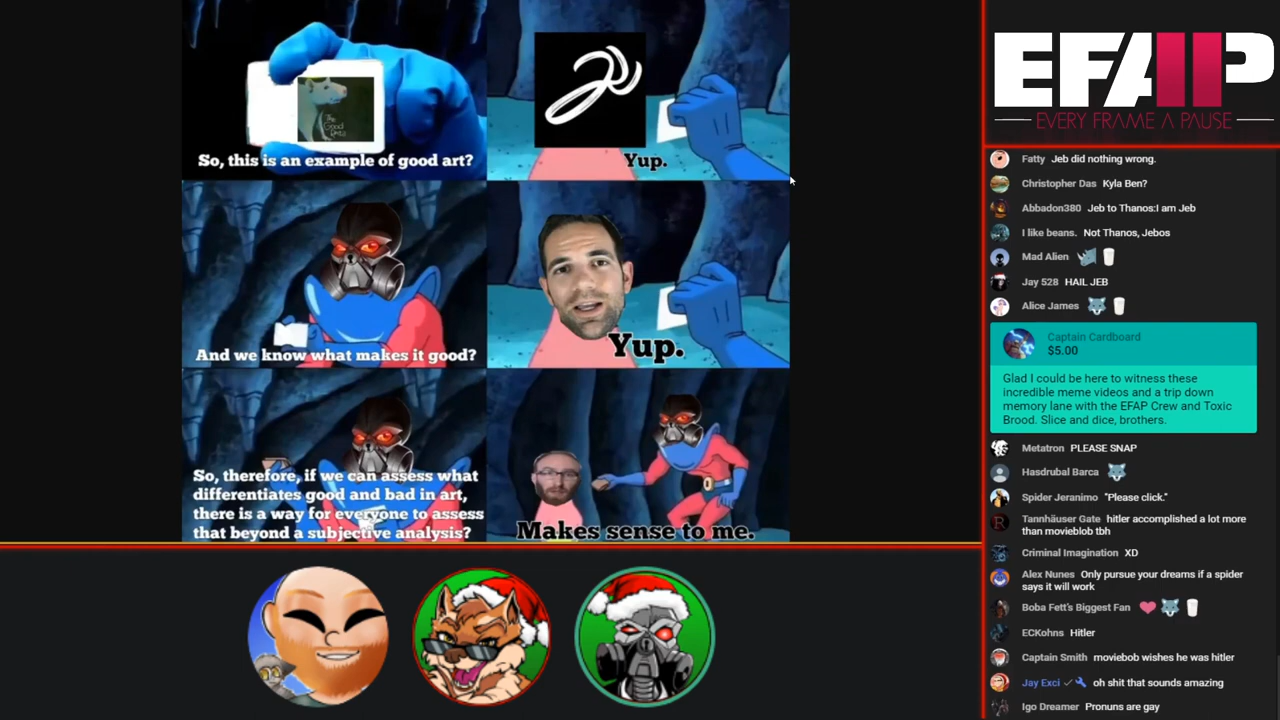 So, this is an example of good art?
Yup.
And we know what makes it good?
Yup.
So, therefore, if we can assess what
differentiates good and bad in art,
there is a way for everyone to assess
that beyond a subjective analysis?
Makes sense to me.
EFAP
EVERY FRAME A PAUSE
Fatty Jeb did nothing wrong.
Christopher Das Kyla Ben?
Abbadon380 Jeb to Thanos:I am Jeb
I like beans. Not Thanos, Jebos
Mad Alien
Jay 528 HAIL JEB
Alice James
Captain Cardboard
$5.00
Glad I could be here to witness these
incredible meme videos and a trip down
memory lane with the EFAP Crew and Toxic
Brood. Slice and dice, brothers.
Metatron PLEASE SNAP
Hasdrubal Barca
Spider Jeranimo "Please click."
Tannhäuser Gate hitler accomplished a lot more
than movieblob tbh
Criminal Imagination XD
Alex Nunes Only pursue your dreams if a spider
says it will work
Boba Fett's Biggest Fan
ECKohns Hitler
Captain Smith moviebob wishes he was hitler
Jay Exci oh shit that sounds amazing
Igo Dreamer Pronuns are gay